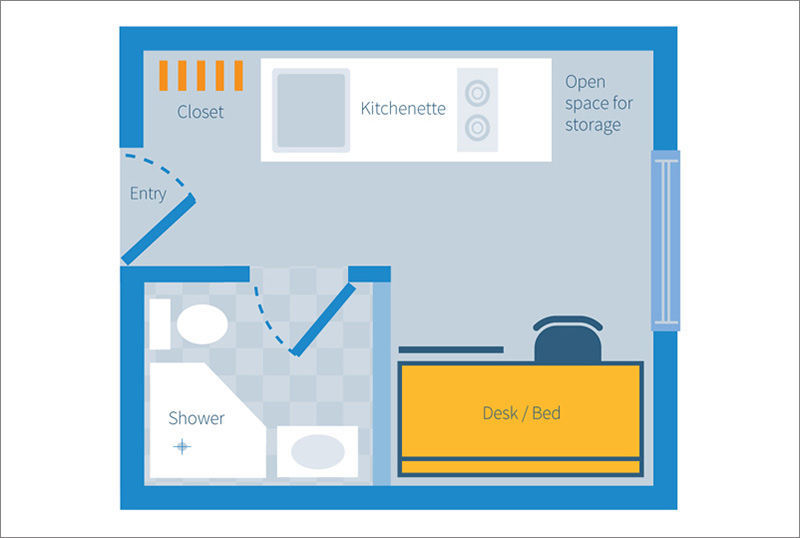 Closet
Kitchenette
Open
space for
storage
Entry
Shower
Desk / Bed